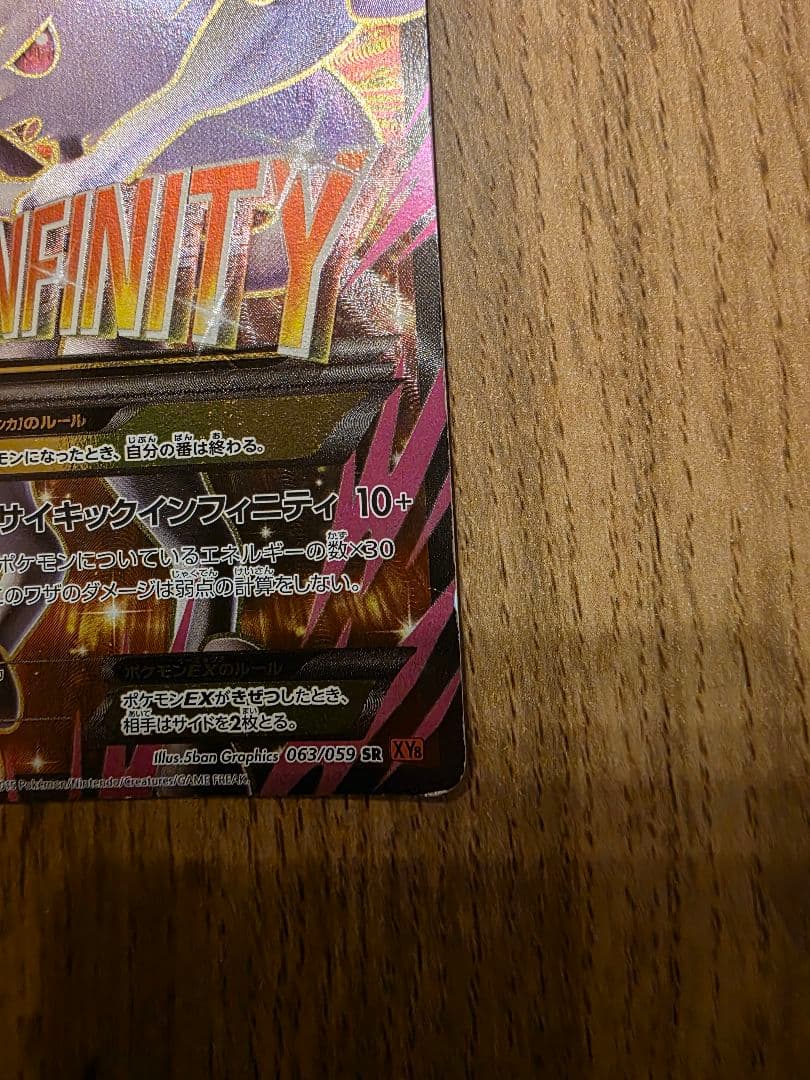 NFINITY
ンカ]のルール
モンになったとき、自分の番は終わる。
サイキックインフィニティ 10+
ポケモンについているエネルギーの数×30
このワザのダメージは弱点の計算をしない。
ポケモンEXのルール
ポケモンEXがきぜつしたとき、
相手はサイドを2枚とる。
Illus.5ban Graphics 063/059 SR XY8
015 Pokémon/Nintendo/Creatures/GAME FREAK.